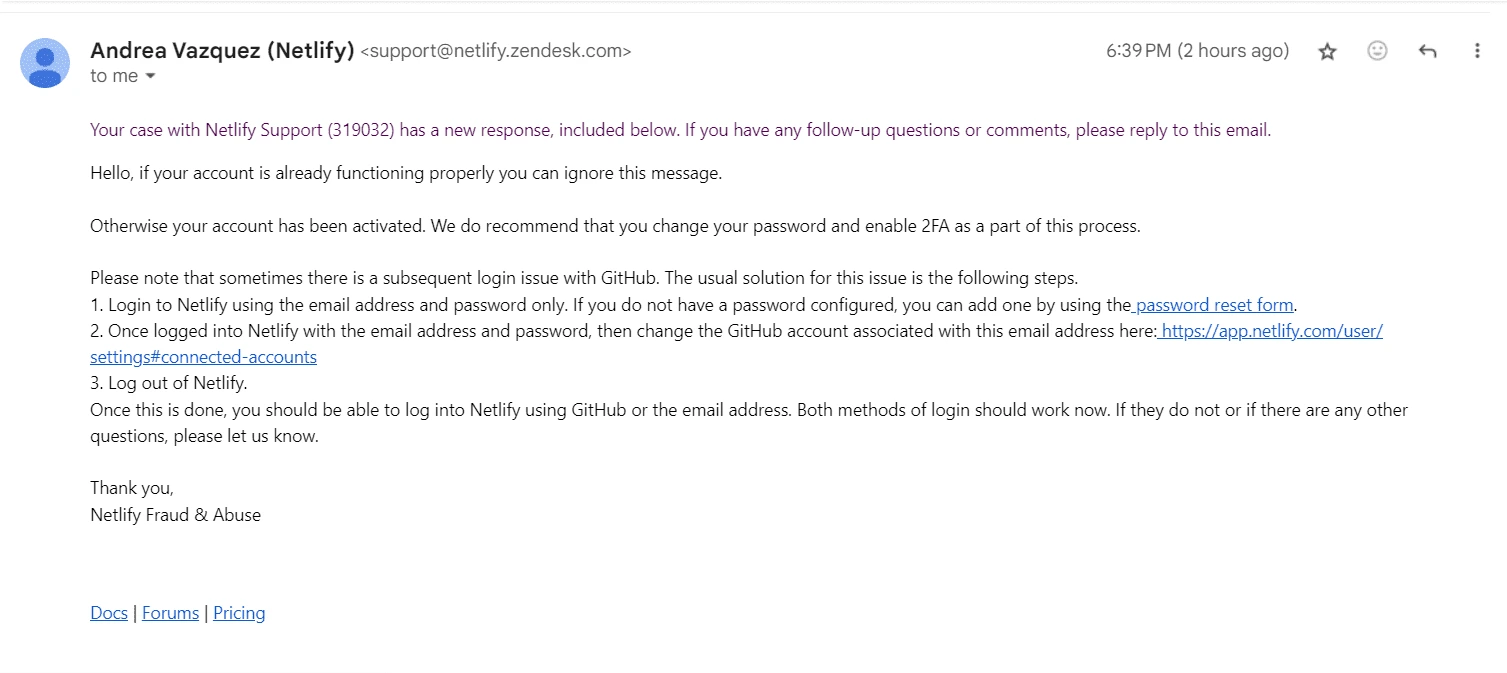 Andrea Vazquez (Netlify) <support@netlify.zendesk.com> 6:39 PM (2 hours ago)
to me
Your case with Netlify Support (319032) has a new response, included below. If you have any follow-up questions or comments, please reply to this email.
Hello, if your account is already functioning properly you can ignore this message.
Otherwise your account has been activated. We do recommend that you change your password and enable 2FA as a part of this process.
Please note that sometimes there is a subsequent login issue with GitHub. The usual solution for this issue is the following steps.
1. Login to Netlify using the email address and password only. If you do not have a password configured, you can add one by using the password reset form.
2. Once logged into Netlify with the email address and password, then change the GitHub account associated with this email address here: https://app.netlify.com/user/
settings#connected-accounts
3. Log out of Netlify.
Once this is done, you should be able to log into Netlify using GitHub or the email address. Both methods of login should work now. If they do not or if there are any other
questions, please let us know.
Thank you,
Netlify Fraud & Abuse
Docs | Forums | Pricing